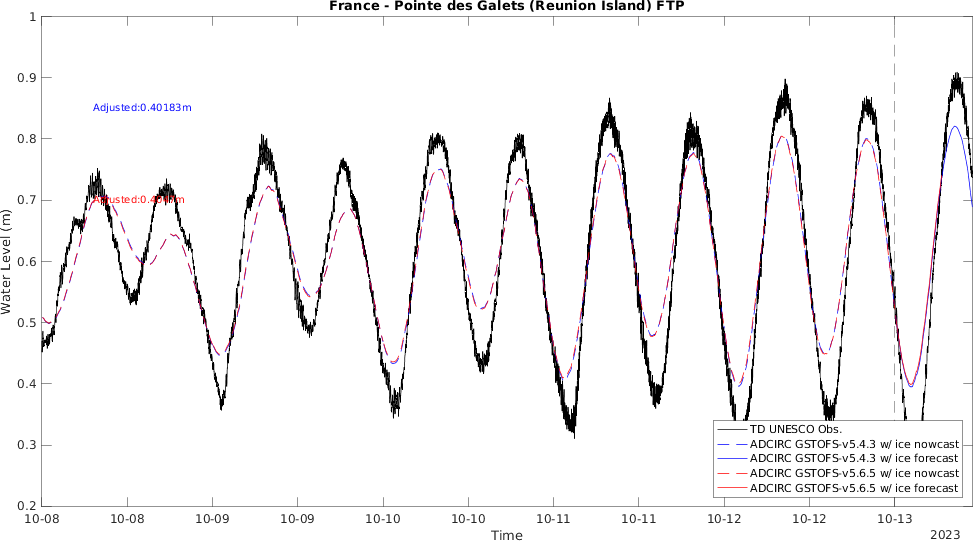 France - Pointe des Galets (Reunion Island) FTP
1
0.9
0.8
0.7
0.6
0.5
0.4
0.3
0.2
Water Level (m)
Adjusted:0.40183m
TD UNESCO Obs.
ADCIRC GSTOFS-v5.4.3 w/ ice nowcast
ADCIRC GSTOFS-v5.4.3 w/ ice forecast
ADCIRC GSTOFS-v5.6.5 w/ ice nowcast
ADCIRC GSTOFS-v5.6.5 w/ ice forecast
10-08 10-08 10-09 10-09 10-10 10-10 10-11 10-11 10-12 10-12 10-13
Time
2023